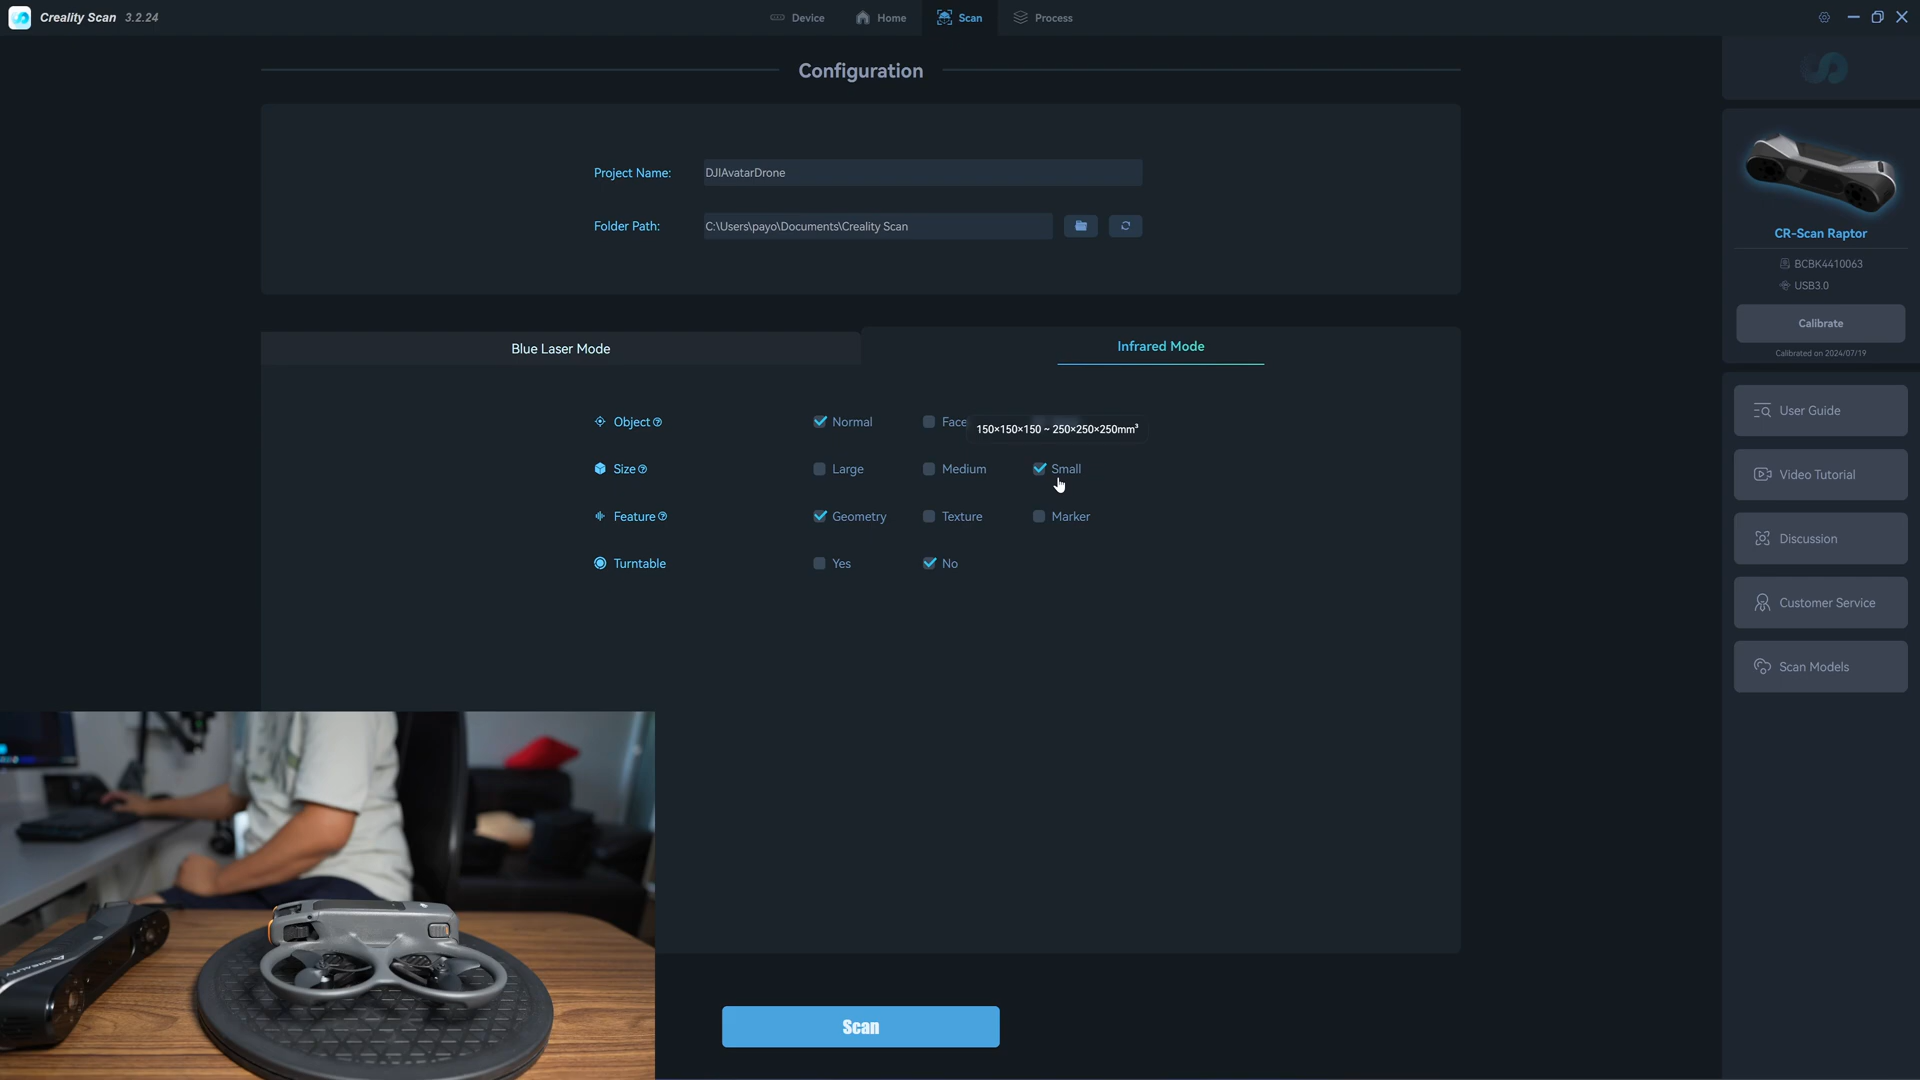 Creality Scan 3.2.24
Device
Home
Scan
Process
Configuration
Project Name:
DJIAvatarDrone
Folder Path:
C:\Users\payo\Documents\Creality Scan
Blue Laser Mode
Infrared Mode
Object
Normal
Face
150×150×150 ~ 250×250×250mm³
Size
Large
Medium
Small
Feature
Geometry
Texture
Marker
Turntable
Yes
No
Scan
CR-Scan Raptor
BCBK4410063
USB3.0
Calibrate
Calibrated on 2024/07/19
User Guide
Video Tutorial
Discussion
Customer Service
Scan Models
CREALITY